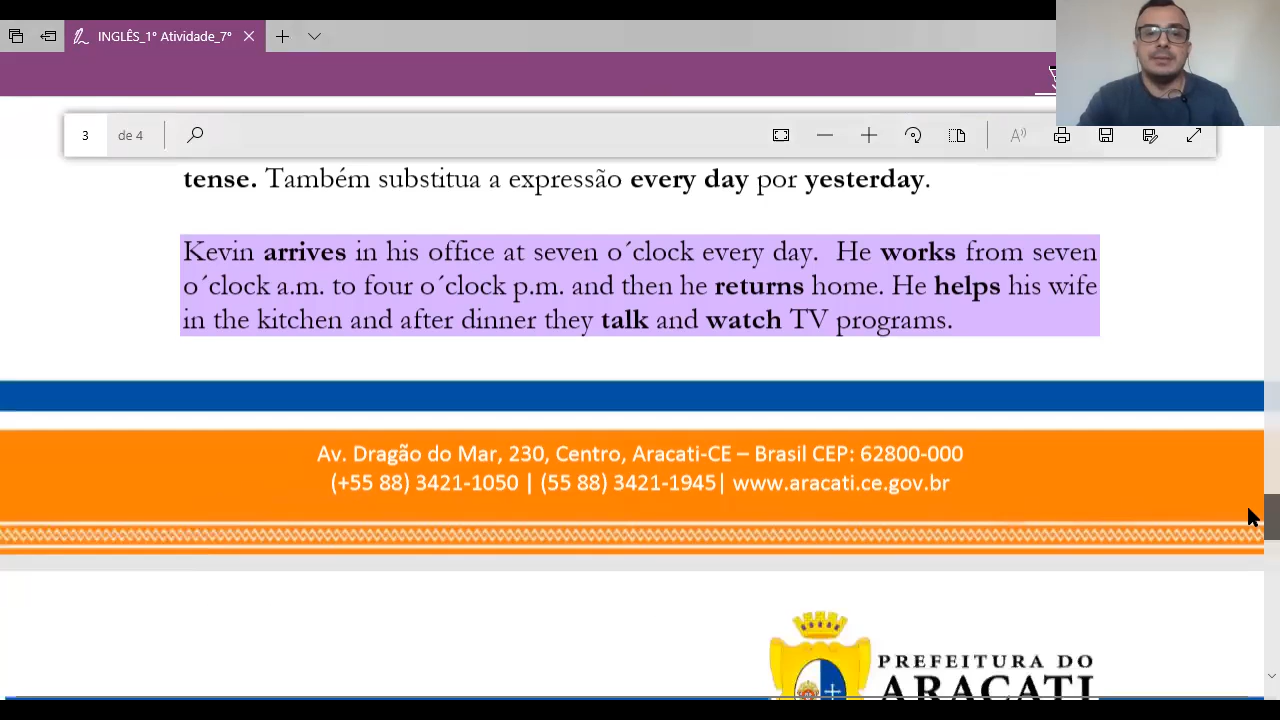 INGLÊS_1º Atividade_7º
3 de 4
tense. Também substitua a expressão every day por yesterday.
Kevin arrives in his office at seven o´clock every day. He works from seven
o´clock a.m. to four o´clock p.m. and then he returns home. He helps his wife
in the kitchen and after dinner they talk and watch TV programs.
Av. Dragão do Mar, 230, Centro, Aracati-CE – Brasil CEP: 62800-000
(+55 88) 3421-1050 | (55 88) 3421-1945| www.aracati.ce.gov.br
PREFEITURA DO
ARACATI